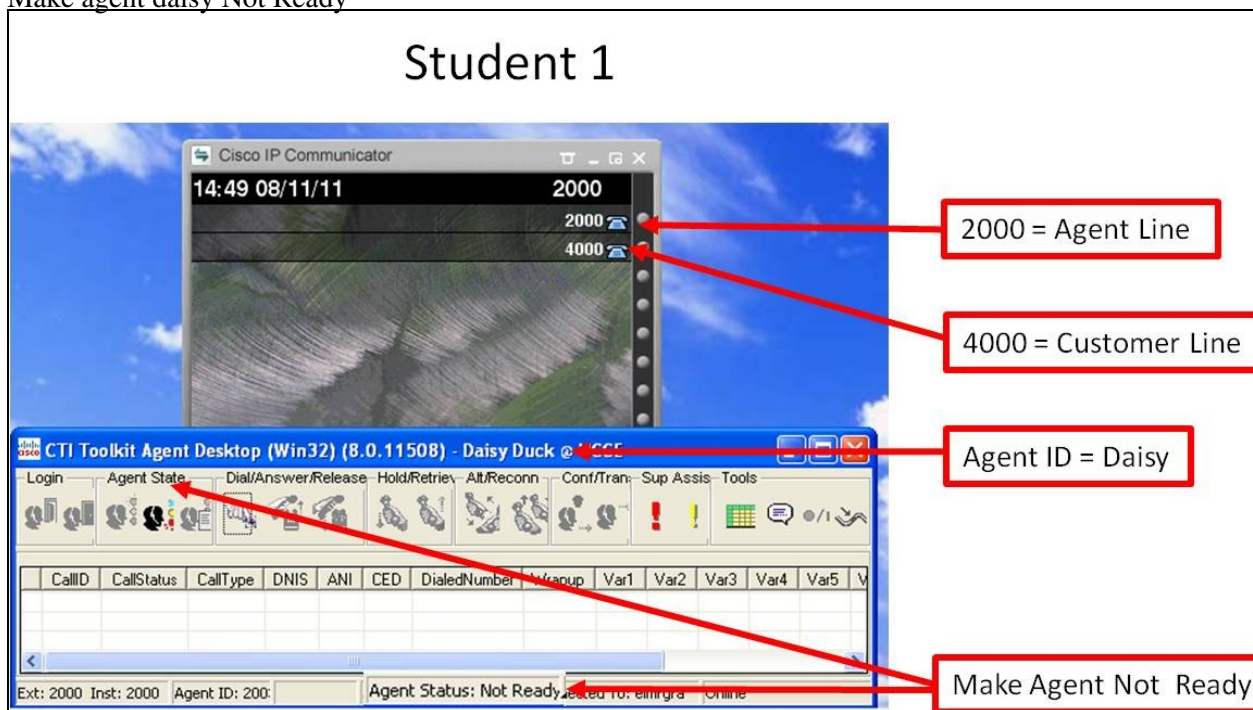 Make agent daisy Not Ready
Student 1
Cisco IP Communicator
14:49 08/11/11 2000
2000
4000
2000 = Agent Line
4000 = Customer Line
Agent ID = Daisy
CTI Toolkit Agent Desktop (Win32) (8.0.11508) - Daisy Duck @
Login Agent State Dial/Answer/Release Hold/Retriev Alt/Reconn Conf/Tran Sup Assis Tools
CallID CallStatus CallType DNIS ANI CED DialedNumber Wrapup Var1 Var2 Var3 Var4 Var5 V
Ext: 2000 Inst: 2000 Agent ID: 200 Agent Status: Not Ready To: Online
Make Agent Not Ready